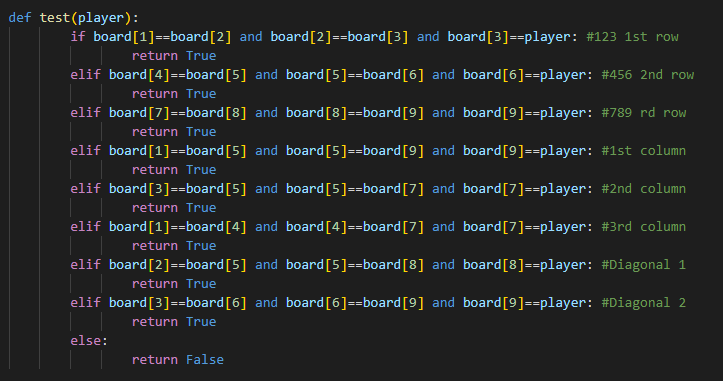 def test(player):
if board[1]==board[2] and board[2]==board[3] and board[3]==player: #123 1st row
return True
elif board[4]==board[5] and board[5]==board[6] and board[6]==player: #456 2nd row
return True
elif board[7]==board[8] and board[8]==board[9] and board[9]==player: #789 rd row
return True
elif board[1]==board[5] and board[5]==board[9] and board[9]==player: #1st column
return True
elif board[3]==board[5] and board[5]==board[7] and board[7]==player: #2nd column
return True
elif board[1]==board[4] and board[4]==board[7] and board[7]==player: #3rd column
return True
elif board[2]==board[5] and board[5]==board[8] and board[8]==player: #Diagonal 1
return True
elif board[3]==board[6] and board[6]==board[9] and board[9]==player: #Diagonal 2
return True
else:
return False